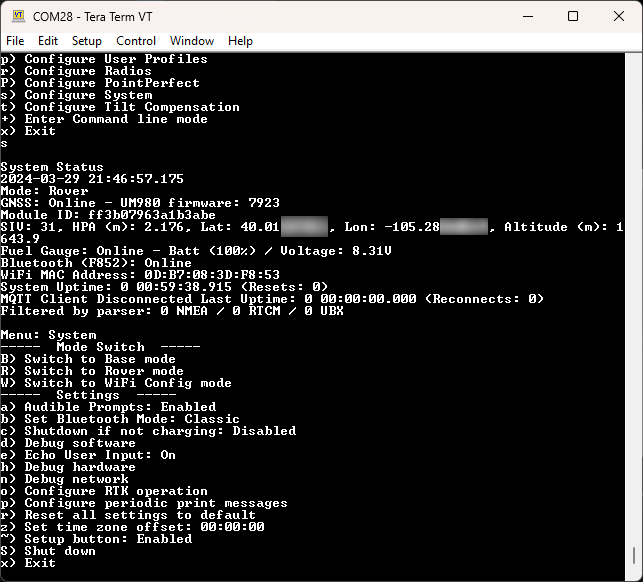 COM28 - Tera Term VT
File Edit Setup Control Window Help
p) Configure User Profiles
r) Configure Radios
P) Configure PointPerfect
s) Configure System
t) Configure Tilt Compensation
+) Enter Command line mode
x) Exit
s
System Status
2024-03-29 21:46:57.175
Mode: Rover
GNSS: Online - UM980 firmware: 7923
Module ID: ff3b07963a1b3abe
SIV: 31, HPA (m): 2.176, Lat: 40.01, Lon: -105.28, Altitude (m): 1
643.9
Fuel Gauge: Online - Batt (100%) / Voltage: 8.31V
Bluetooth (F852): Online
WiFi MAC Address: 0D:B7:08:3D:F8:53
System Uptime: 0 00:59:38.915 (Resets: 0)
MQTT Client Disconnected Last Uptime: 0 00:00:00.000 (Reconnects: 0)
Filtered by parser: 0 NMEA / 0 RTCM / 0 UBX
Menu: System
-----  Mode Switch  -----
B) Switch to Base mode
R) Switch to Rover mode
W) Switch to WiFi Config mode
-----  Settings  -----
a) Audible Prompts: Enabled
b) Set Bluetooth Mode: Classic
c) Shutdown if not charging: Disabled
d) Debug software
e) Echo User Input: On
h) Debug hardware
n) Debug network
o) Configure RTK operation
p) Configure periodic print messages
r) Reset all settings to default
z) Set time zone offset: 00:00:00
~) Setup button: Enabled
S) Shut down
x) Exit